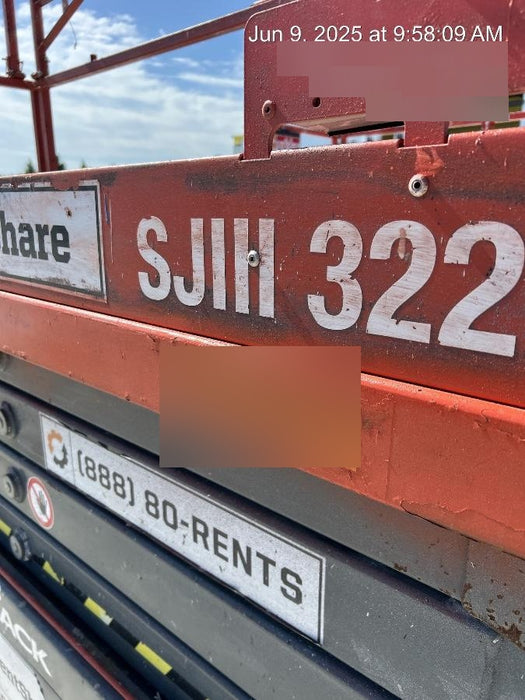 Jun 9. 2025 at 9:58:09 AM
hare
SJIII 322
(888) 80-RENTS
ACK